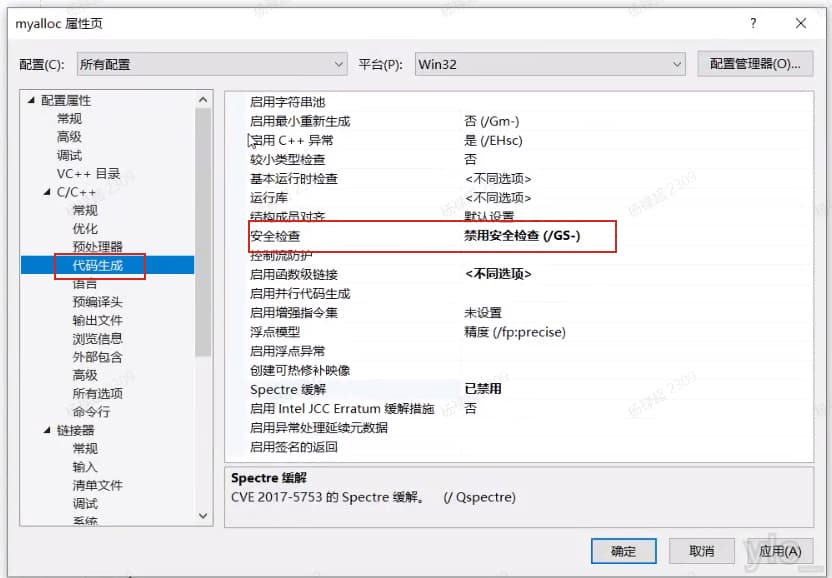 myalloc 属性页
配置(C): 所有配置 平台(P): Win32 配置管理器(O)...
配置属性
常规
高级
调试
VC++ 目录
C/C++
常规
优化
预处理器
代码生成
语言
预编译头
输出文件
浏览信息
外部包含
高级
所有选项
命令行
链接器
常规
输入
清单文件
调试
系统
启用字符串池
启用最小重新生成 否 (/Gm-)
启用 C++ 异常 是 (/EHsc)
较小类型检查 否
基本运行时检查 <不同选项>
运行库 <不同选项>
结构成员对齐 默认设置
安全检查 禁用安全检查 (/GS-)
控制流防护
启用函数级链接 <不同选项>
启用并行代码生成
启用增强指令集 未设置
浮点模型 精度 (/fp:precise)
启用浮点异常
创建可热修补映像
Spectre 缓解 已禁用
启用 Intel JCC Erratum 缓解措施 否
启用异常处理延续元数据
启用签名的返回
Spectre 缓解
CVE 2017-5753 的 Spectre 缓解。 (/ Qspectre)
确定 取消 应用(A)